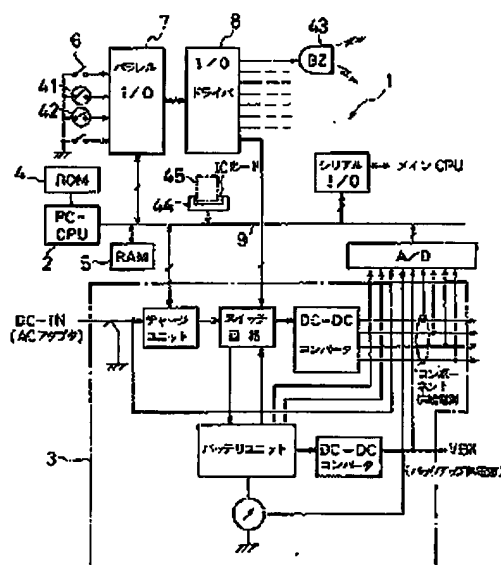 7
8
43
6
パラレル
I/O
I/O
ドライバ
BZ
1
41
42
4
ROM
45
ICカード
44
シリアル
I/O
メインCPU
PC-
CPU
2
5
RAM
9
A/D
DC-IN
(ACアダプタ)
チャージ
ユニット
スイッチ
回路
DC-DC
コンバータ
コンポー
ネント
3
バッテリユニット
DC-DC
コンバータ
VBK